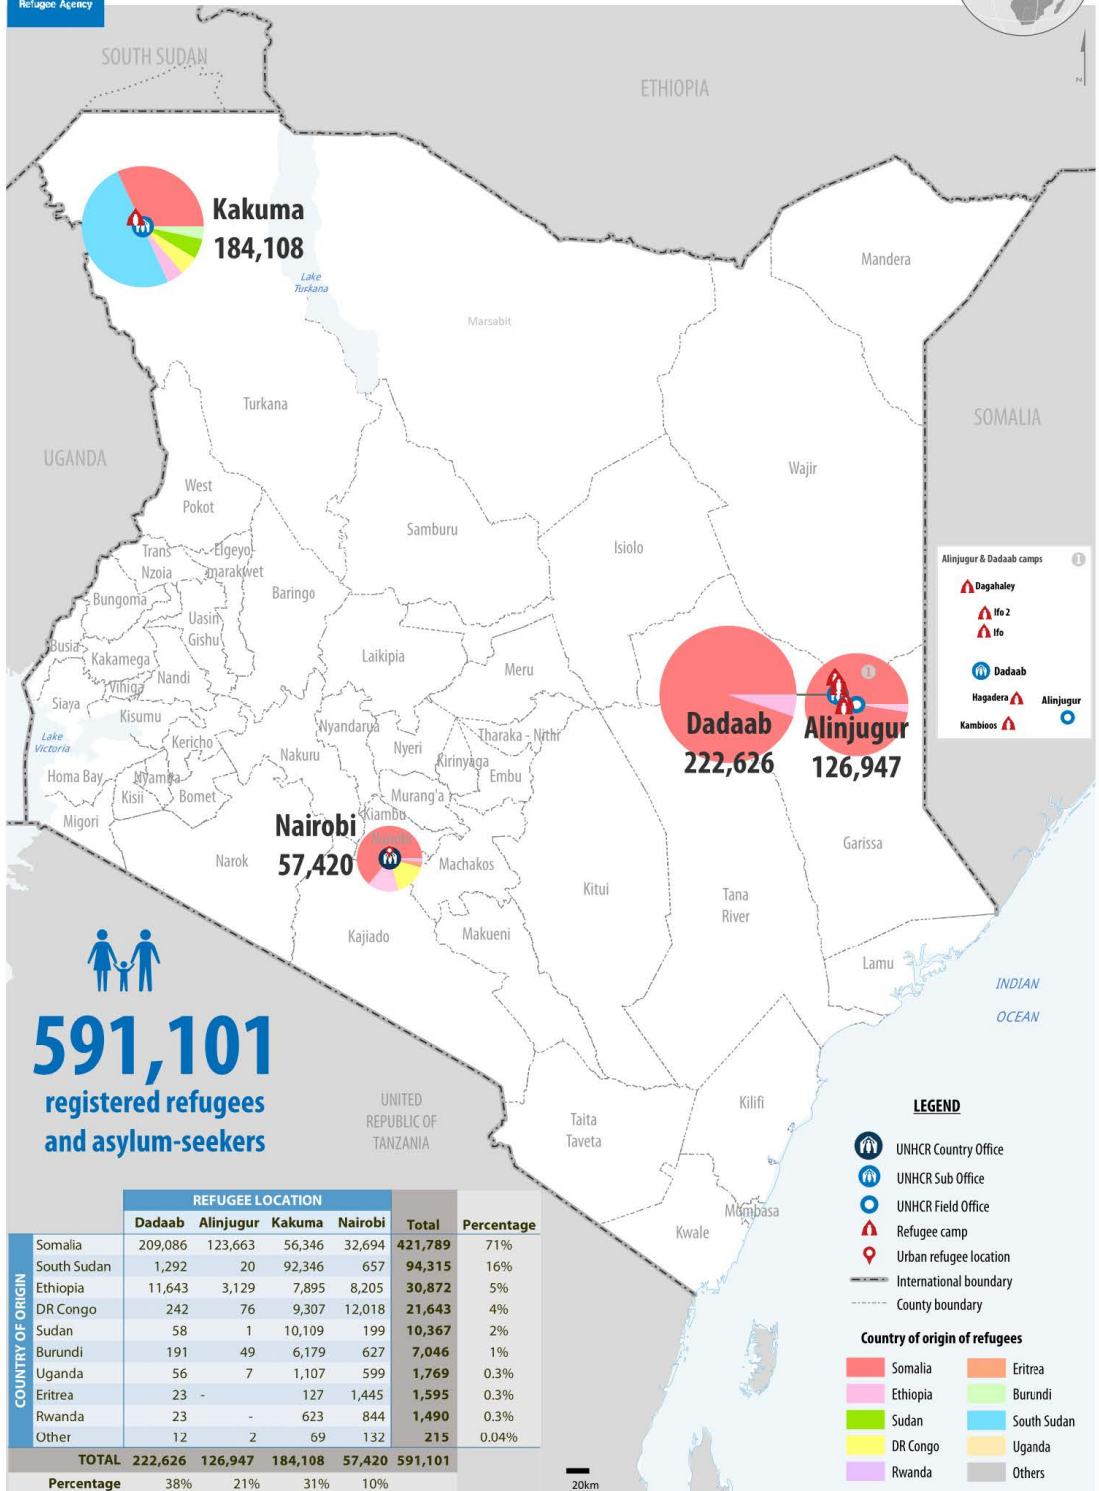 Refugee Agency
SOUTH SUDAN
ETHIOPIA
N
Kakuma
184,108
Lake
Turkana
Mandera
Marsabit
Turkana
SOMALIA
UGANDA
Wajir
West
Pokot
Samburu
Isiolo
Trans
Nzoia
Elgeyo
marakwet
Baringo
Bungoma
Uasin
Gishu
Busia
Kakamega
Laikipia
Meru
Vihiga
Nandi
Siaya
Kisumu
Lake
Victoria
Kericho
Nyandarua
Nyeri
Tharaka - Nithi
Nakuru
Kirinyaga
Embu
Homa Bay
Nyamira
Kisii
Bomet
Murang'a
Migori
Kiambu
Nairobi
57,420
Nairobi
Narok
Machakos
Dadaab
222,626
Alinjugur
126,947
1
Alinjugur & Dadaab camps
1
Dagahaley
Ifo 2
Ifo
Dadaab
Hagadera
Alinjugur
Kambioos
Garissa
Kitui
Tana
River
Kajiado
Makueni
Lamu
INDIAN
OCEAN
591,101
registered refugees
and asylum-seekers
UNITED
REPUBLIC OF
TANZANIA
Taita
Taveta
Kilifi
Mombasa
Kwale
LEGEND
UNHCR Country Office
UNHCR Sub Office
UNHCR Field Office
Refugee camp
Urban refugee location
International boundary
County boundary
Country of origin of refugees
Somalia
Eritrea
Ethiopia
Burundi
Sudan
South Sudan
DR Congo
Uganda
Rwanda
Others
REFUGEE LOCATION
Dadaab Alinjugur Kakuma Nairobi Total Percentage
COUNTRY OF ORIGIN
Somalia 209,086 123,663 56,346 32,694 421,789 71%
South Sudan 1,292 20 92,346 657 94,315 16%
Ethiopia 11,643 3,129 7,895 8,205 30,872 5%
DR Congo 242 76 9,307 12,018 21,643 4%
Sudan 58 1 10,109 199 10,367 2%
Burundi 191 49 6,179 627 7,046 1%
Uganda 56 7 1,107 599 1,769 0.3%
Eritrea 23 - 127 1,445 1,595 0.3%
Rwanda 23 - 623 844 1,490 0.3%
Other 12 2 69 132 215 0.04%
TOTAL 222,626 126,947 184,108 57,420 591,101
Percentage 38% 21% 31% 10%
20km